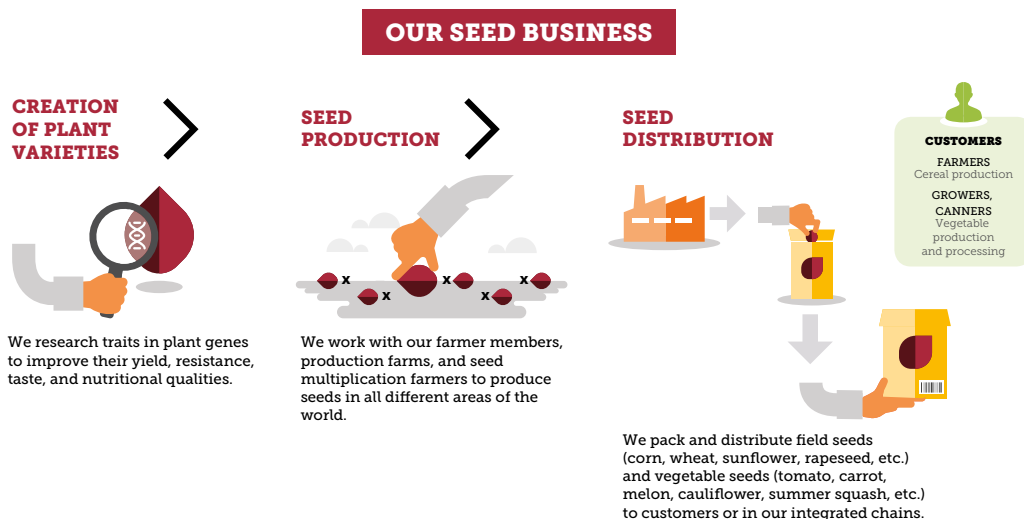 OUR SEED BUSINESS
CREATION
OF PLANT
VARIETIES
We research traits in plant genes
to improve their yield, resistance,
taste, and nutritional qualities.
SEED
PRODUCTION
x x x x x
We work with our farmer members,
production farms, and seed
multiplication farmers to produce
seeds in all different areas of the
world.
SEED
DISTRIBUTION
We pack and distribute field seeds
(corn, wheat, sunflower, rapeseed, etc.)
and vegetable seeds (tomato, carrot,
melon, cauliflower, summer squash, etc.)
to customers or in our integrated chains.
CUSTOMERS
FARMERS
Cereal production
GROWERS,
CANNERS
Vegetable
production
and processing